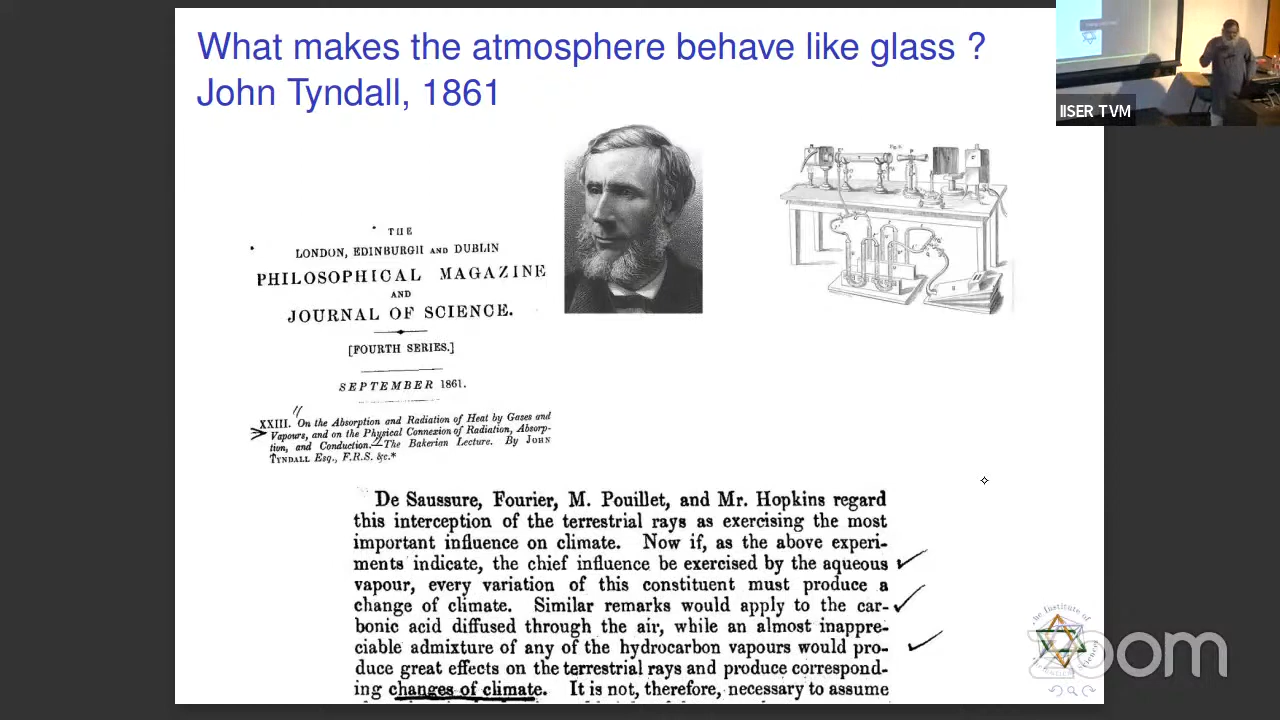 What makes the atmosphere behave like glass ?
John Tyndall, 1861
IISER TVM
THE
LONDON, EDINBURGH AND DUBLIN
PHILOSOPHICAL MAGAZINE
AND
JOURNAL OF SCIENCE.
[FOURTH SERIES.]
SEPTEMBER 1861.
XXIII. On the Absorption and Radiation of Heat by Gases and
Vapours, and on the Physical Connexion of Radiation, Absorp-
tion, and Conduction.—The Bakerian Lecture. By JOHN
TYNDALL Esq., F.R.S. &c.*
De Saussure, Fourier, M. Pouillet, and Mr. Hopkins regard
this interception of the terrestrial rays as exercising the most
important influence on climate. Now if, as the above experi-
ments indicate, the chief influence be exercised by the aqueous
vapour, every variation of this constituent must produce a
change of climate. Similar remarks would apply to the car-
bonic acid diffused through the air, while an almost inappre-
ciable admixture of any of the hydrocarbon vapours would pro-
duce great effects on the terrestrial rays and produce correspond-
ing changes of climate. It is not, therefore, necessary to assume
zoom